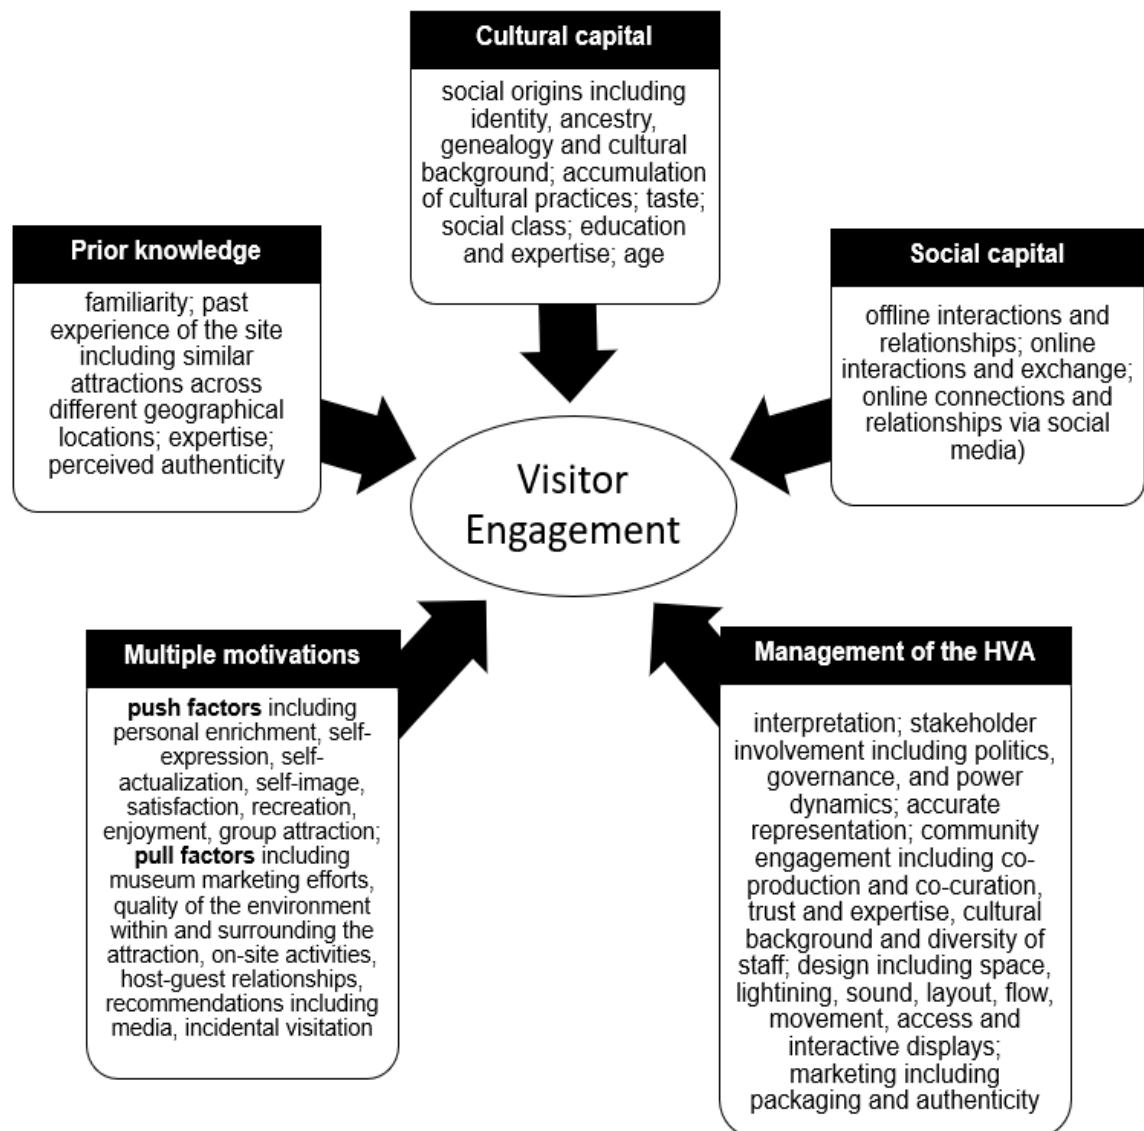 Cultural capital
social origins including
identity, ancestry,
genealogy and cultural
background; accumulation
of cultural practices; taste;
social class; education
and expertise; age
Prior knowledge
familiarity; past
experience of the site
including similar
attractions across
different geographical
locations; expertise;
perceived authenticity
Social capital
offline interactions and
relationships; online
interactions and exchange;
online connections and
relationships via social
media)
Visitor
Engagement
Multiple motivations
push factors including
personal enrichment, self-
expression, self-
actualization, self-image,
satisfaction, recreation,
enjoyment, group attraction;
pull factors including
museum marketing efforts,
quality of the environment
within and surrounding the
attraction, on-site activities,
host-guest relationships,
recommendations including
media, incidental visitation
Management of the HVA
interpretation; stakeholder
involvement including politics,
governance, and power
dynamics; accurate
representation; community
engagement including co-
production and co-curation,
trust and expertise, cultural
background and diversity of
staff; design including space,
lightining, sound, layout, flow,
movement, access and
interactive displays;
marketing including
packaging and authenticity